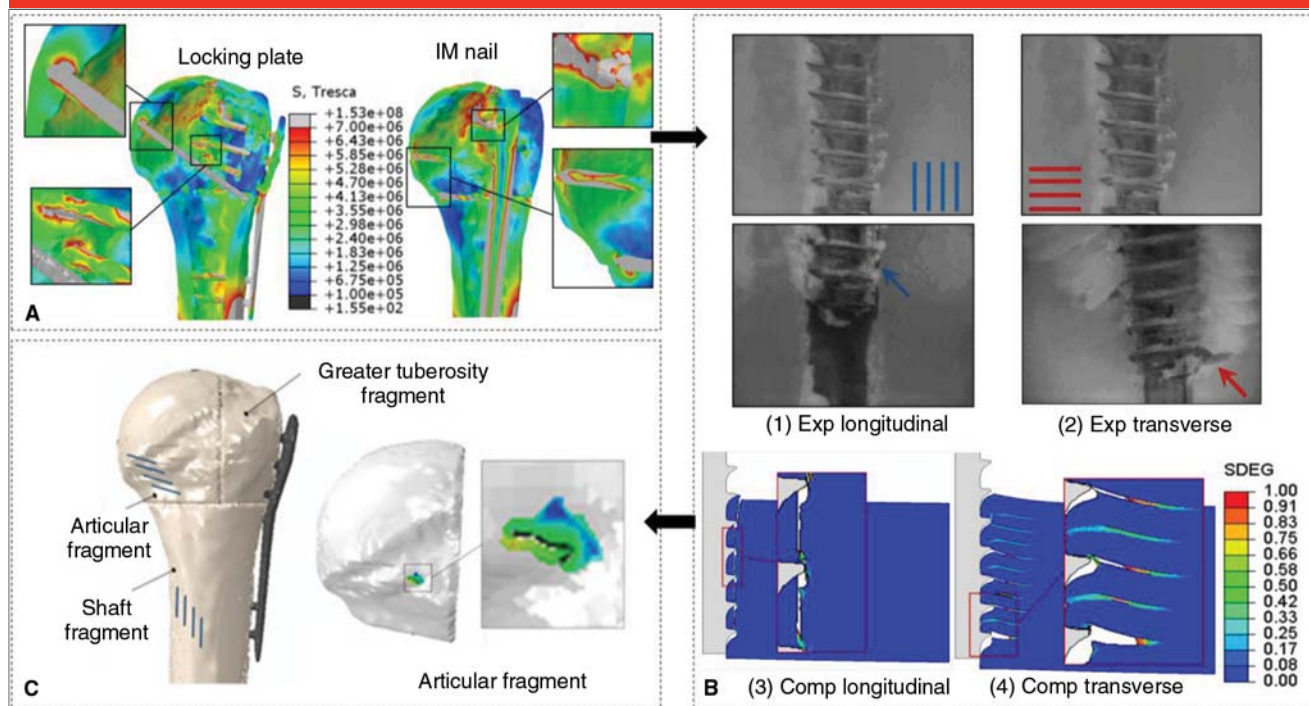 Locking plate
IM nail
S, Tresca
+1.53e+08
+7.00e+06
+6.43e+06
+5.85e+06
+5.28e+06
+4.70e+06
+4.13e+06
+3.55e+06
+2.98e+06
+2.40e+06
+1.83e+06
+1.25e+06
+6.75e+05
+1.00e+05
+1.55e+02
A
(1) Exp longitudinal
(2) Exp transverse
SDEG
1.00
0.91
0.83
0.75
0.66
0.58
0.50
0.42
0.33
0.25
0.17
0.08
0.00
B
(3) Comp longitudinal
(4) Comp transverse
Greater tuberosity
fragment
Articular
fragment
Shaft
fragment
C
Articular fragment